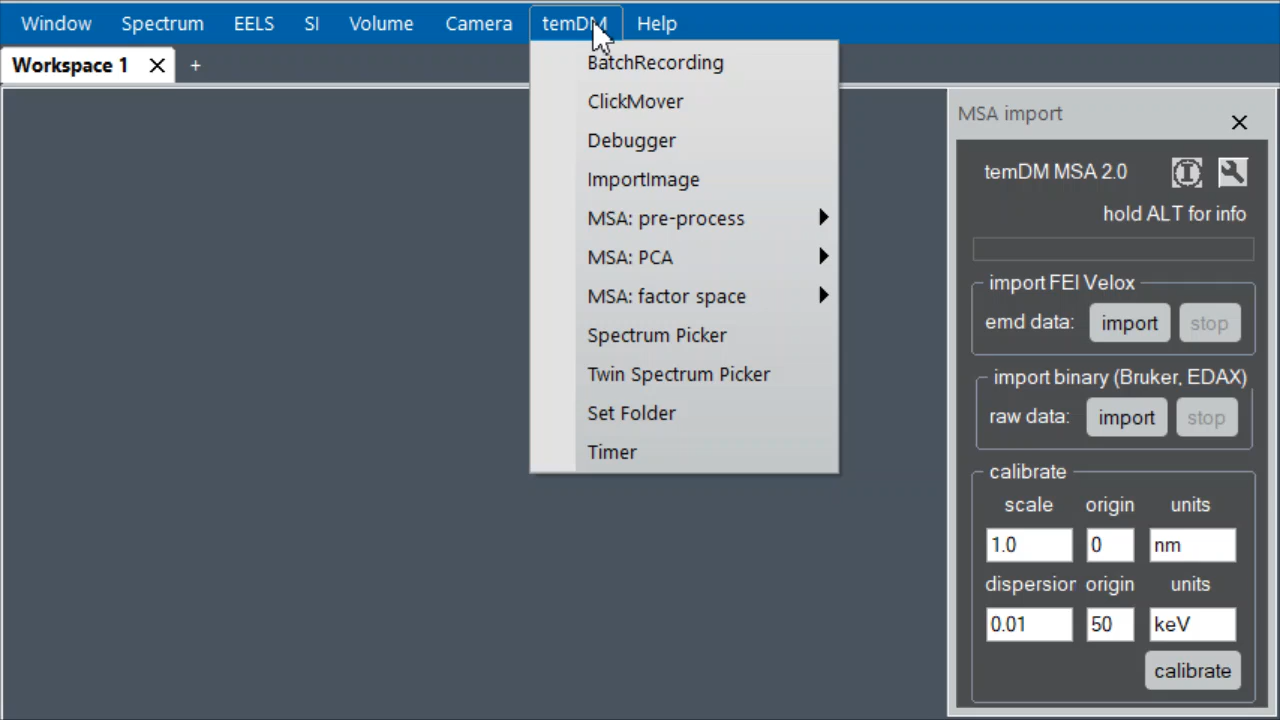 Window Spectrum EELS SI Volume Camera temDM Help
Workspace 1
BatchRecording
ClickMover
Debugger
ImportImage
MSA: pre-process
MSA: PCA
MSA: factor space
Spectrum Picker
Twin Spectrum Picker
Set Folder
Timer
MSA import
temDM MSA 2.0
hold ALT for info
import FEI Velox
emd data: import stop
import binary (Bruker, EDAX)
raw data: import stop
calibrate
scale origin units
1.0 0 nm
dispersior origin units
0.01 50 keV
calibrate